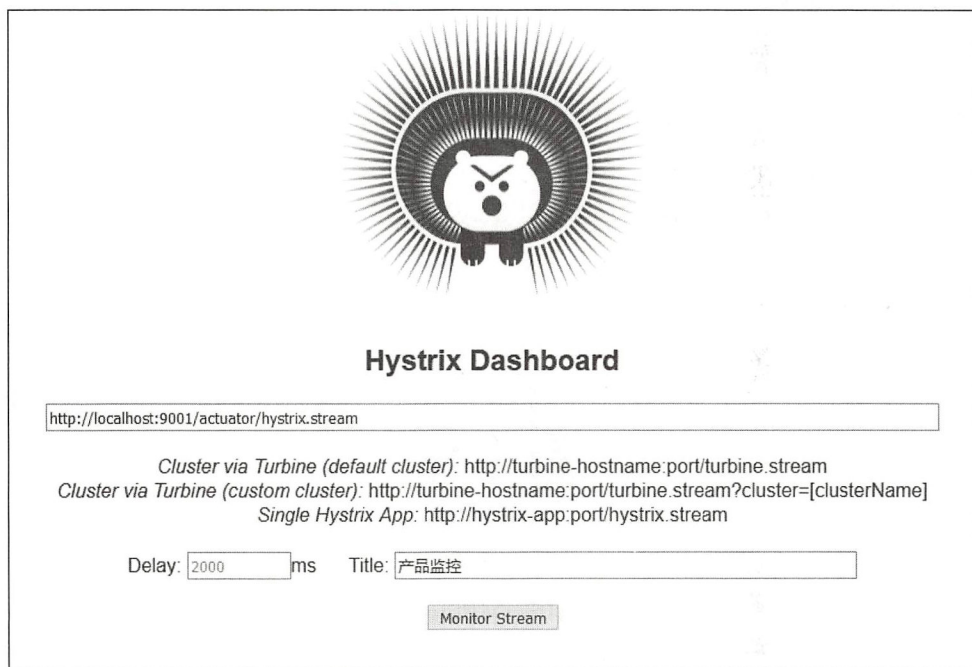 Hystrix Dashboard
http://localhost:9001/actuator/hystrix.stream
Cluster via Turbine (default cluster): http://turbine-hostname:port/turbine.stream
Cluster via Turbine (custom cluster): http://turbine-hostname:port/turbine.stream?cluster=[clusterName]
Single Hystrix App: http://hystrix-app:port/hystrix.stream
Delay: 2000 ms Title: 产品监控
Monitor Stream